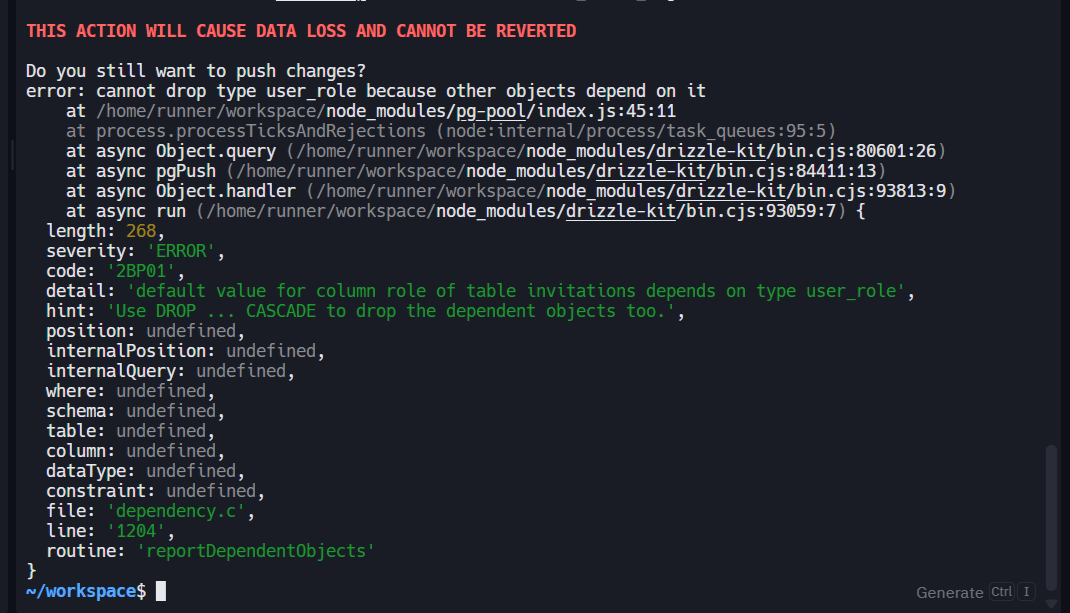 THIS ACTION WILL CAUSE DATA LOSS AND CANNOT BE REVERTED
Do you still want to push changes?
error: cannot drop type user_role because other objects depend on it
    at /home/runner/workspace/node_modules/pg-pool/index.js:45:11
    at process.processTicksAndRejections (node:internal/process/task_queues:95:5)
    at async Object.query (/home/runner/workspace/node_modules/drizzle-kit/bin.cjs:80601:26)
    at async pgPush (/home/runner/workspace/node_modules/drizzle-kit/bin.cjs:84411:13)
    at async Object.handler (/home/runner/workspace/node_modules/drizzle-kit/bin.cjs:93813:9)
    at async run (/home/runner/workspace/node_modules/drizzle-kit/bin.cjs:93059:7) {
  length: 268,
  severity: 'ERROR',
  code: '2BP01',
  detail: 'default value for column role of table invitations depends on type user_role',
  hint: 'Use DROP ... CASCADE to drop the dependent objects too.',
  position: undefined,
  internalPosition: undefined,
  internalQuery: undefined,
  where: undefined,
  schema: undefined,
  table: undefined,
  column: undefined,
  dataType: undefined,
  constraint: undefined,
  file: 'dependency.c',
  line: '1204',
  routine: 'reportDependentObjects'
}
~/workspace$
Generate Ctrl I